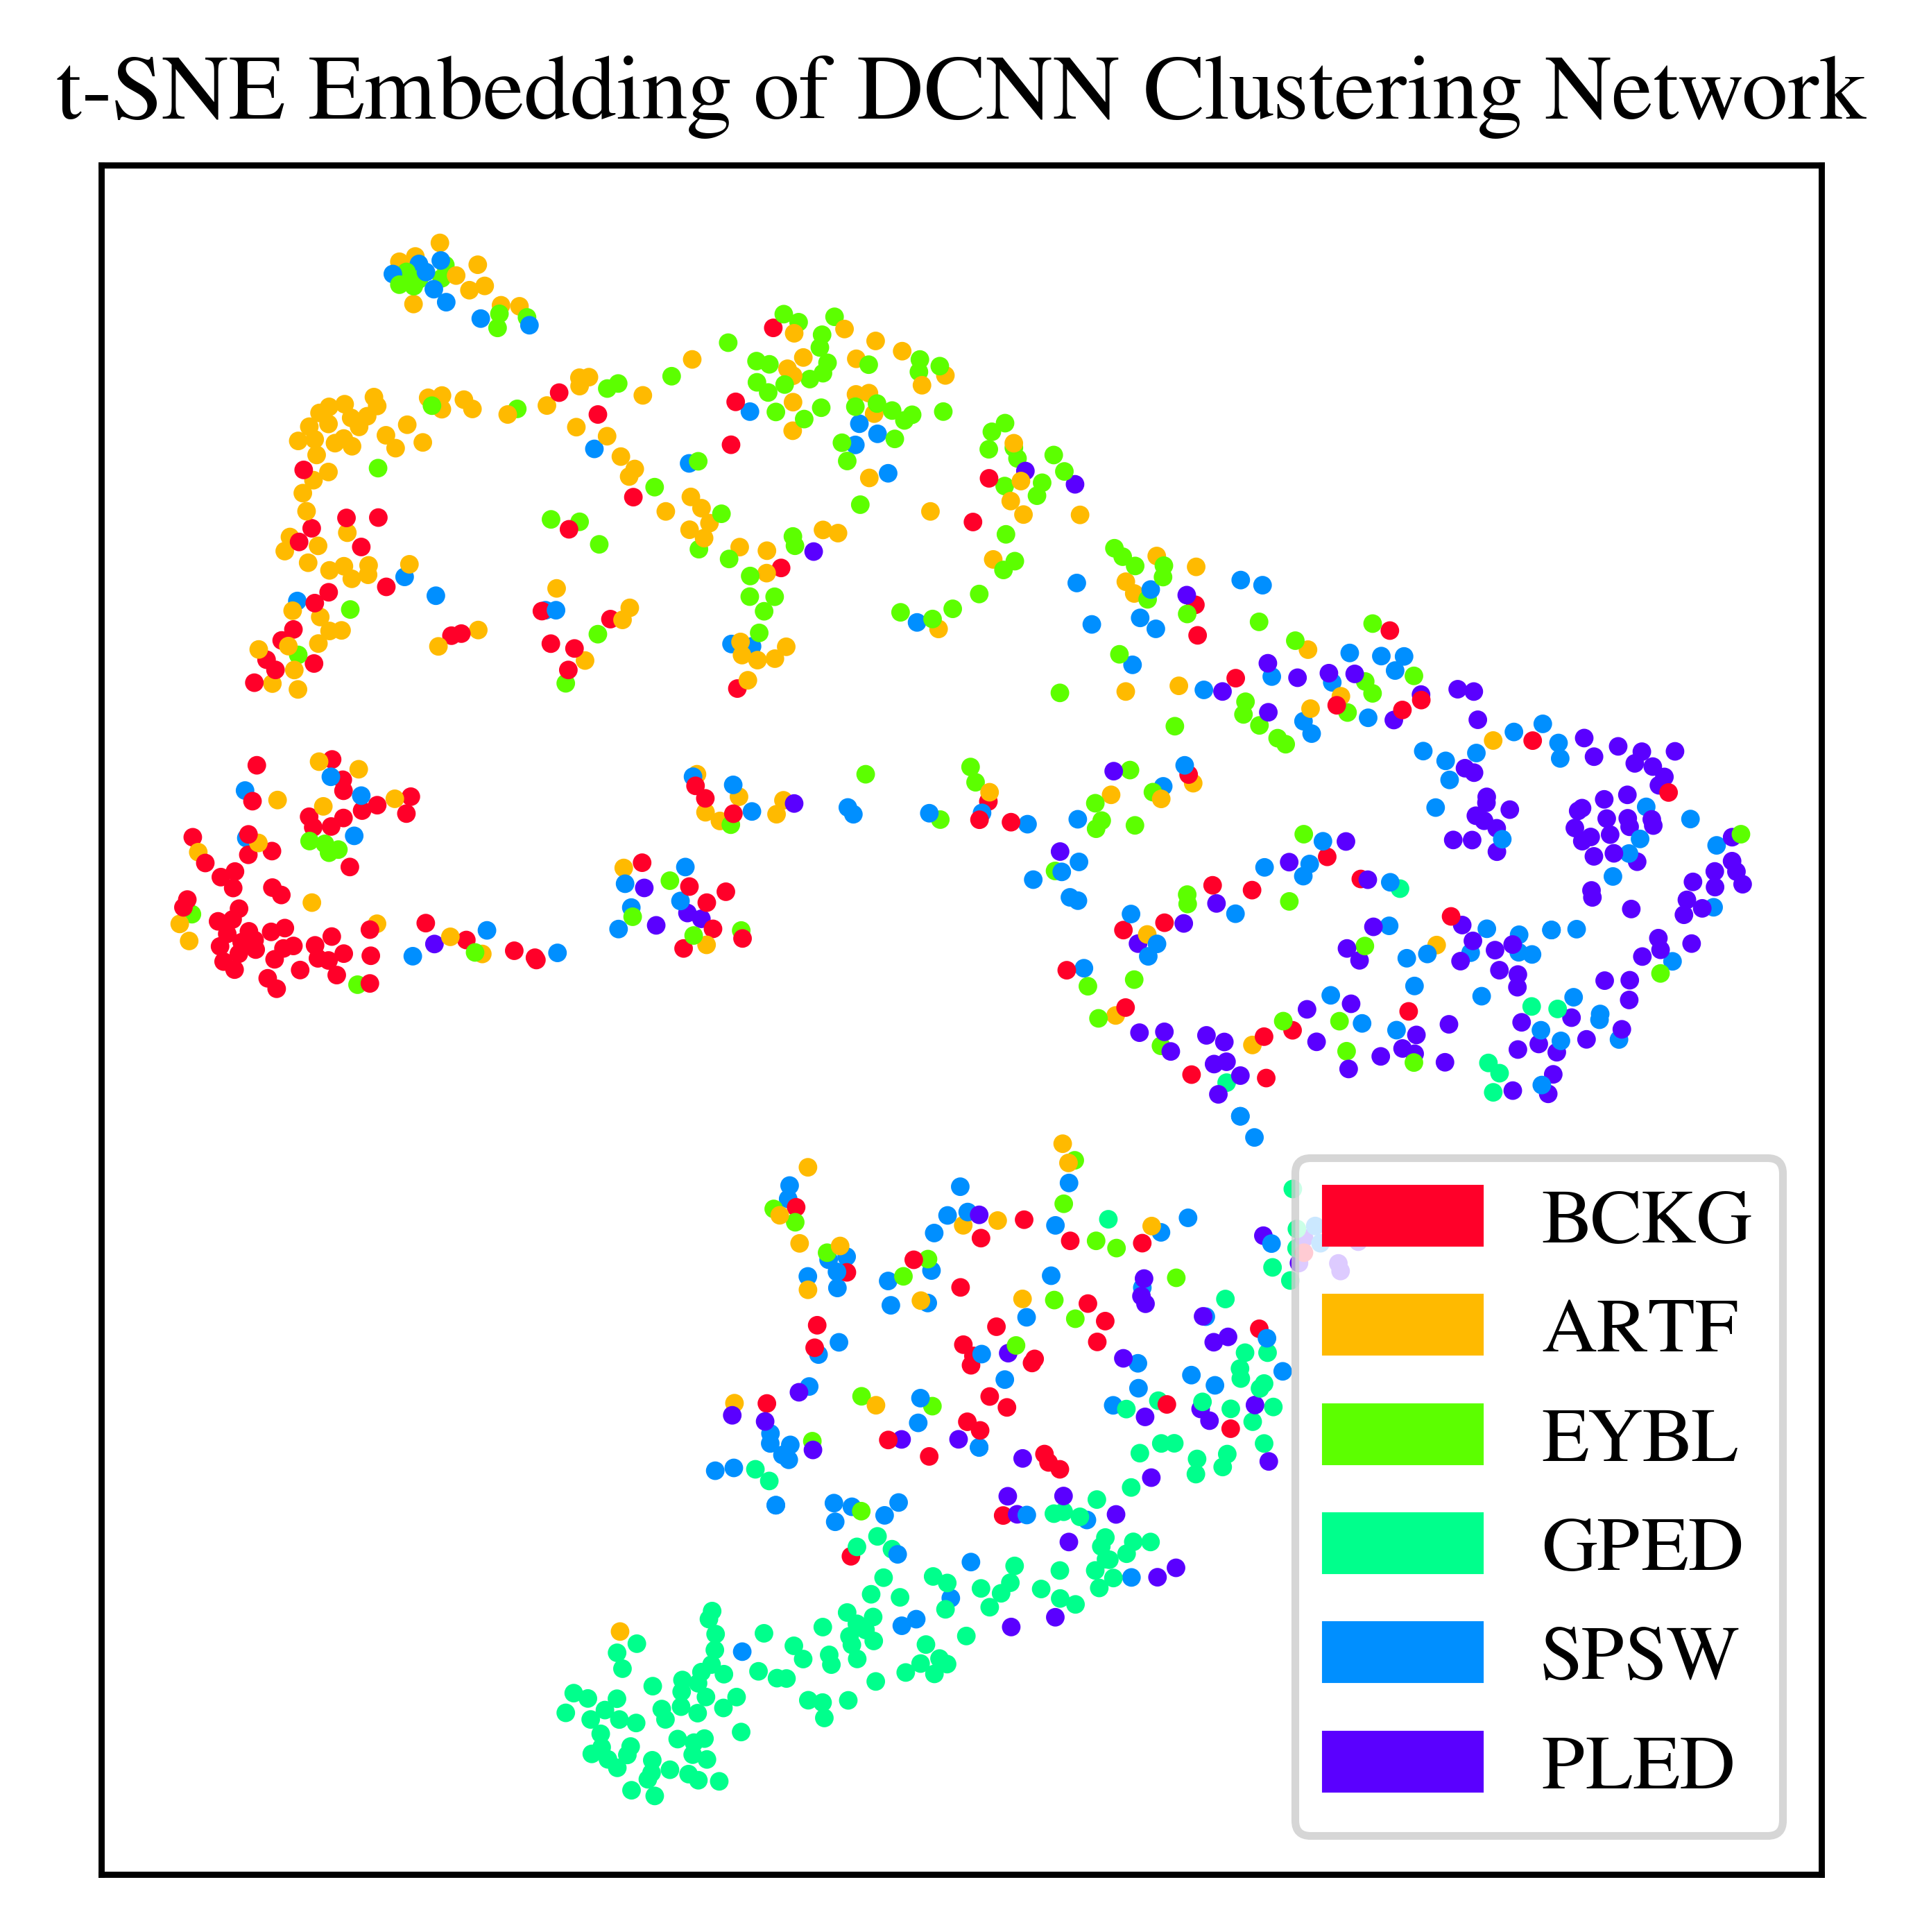 t-SNE Embedding of DCNN Clustering Network
BCKG
ARTF
EYBL
GPED
SPSW
PLED